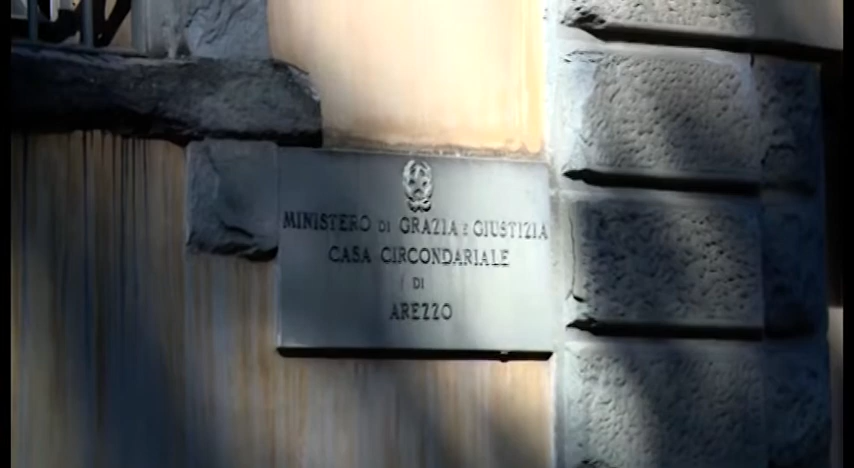 MINISTERO DI GRAZIA E GIUSTIZIA
CASA CIRCONDARIALE
DI
AREZZO